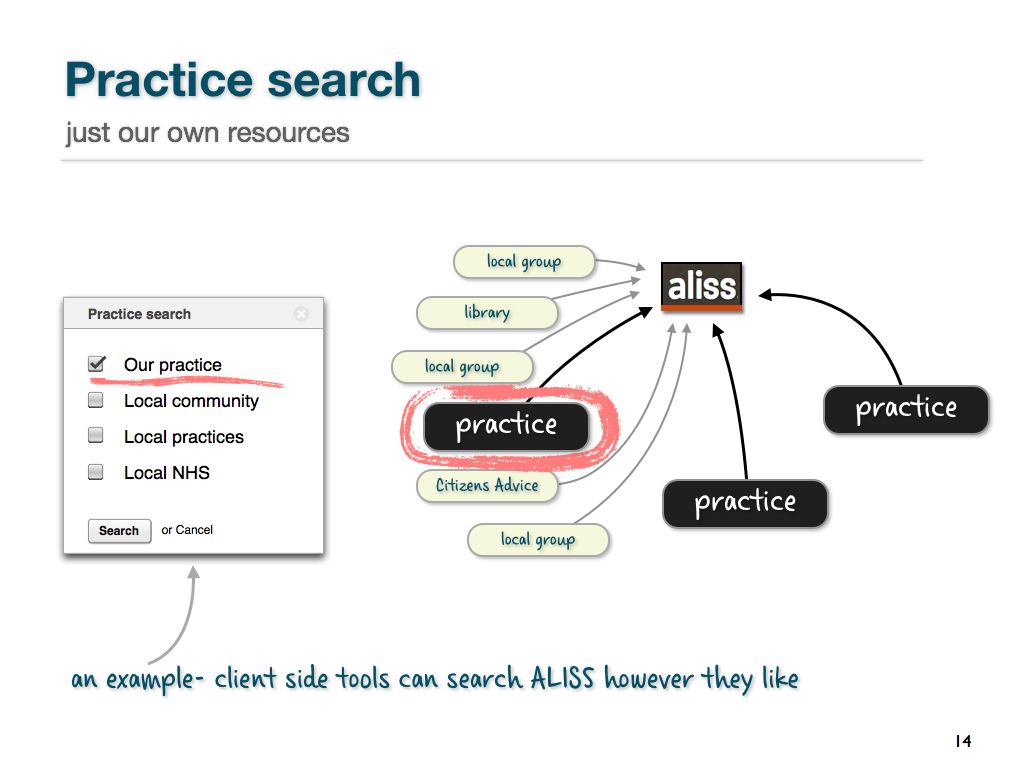 Practice search
just our own resources
Practice search
Our practice
Local community
Local practices
Local NHS
Search or Cancel
local group
library
local group
practice
Citizens Advice
local group
aliss
practice
practice
an example- client side tools can search ALISS however they like
14